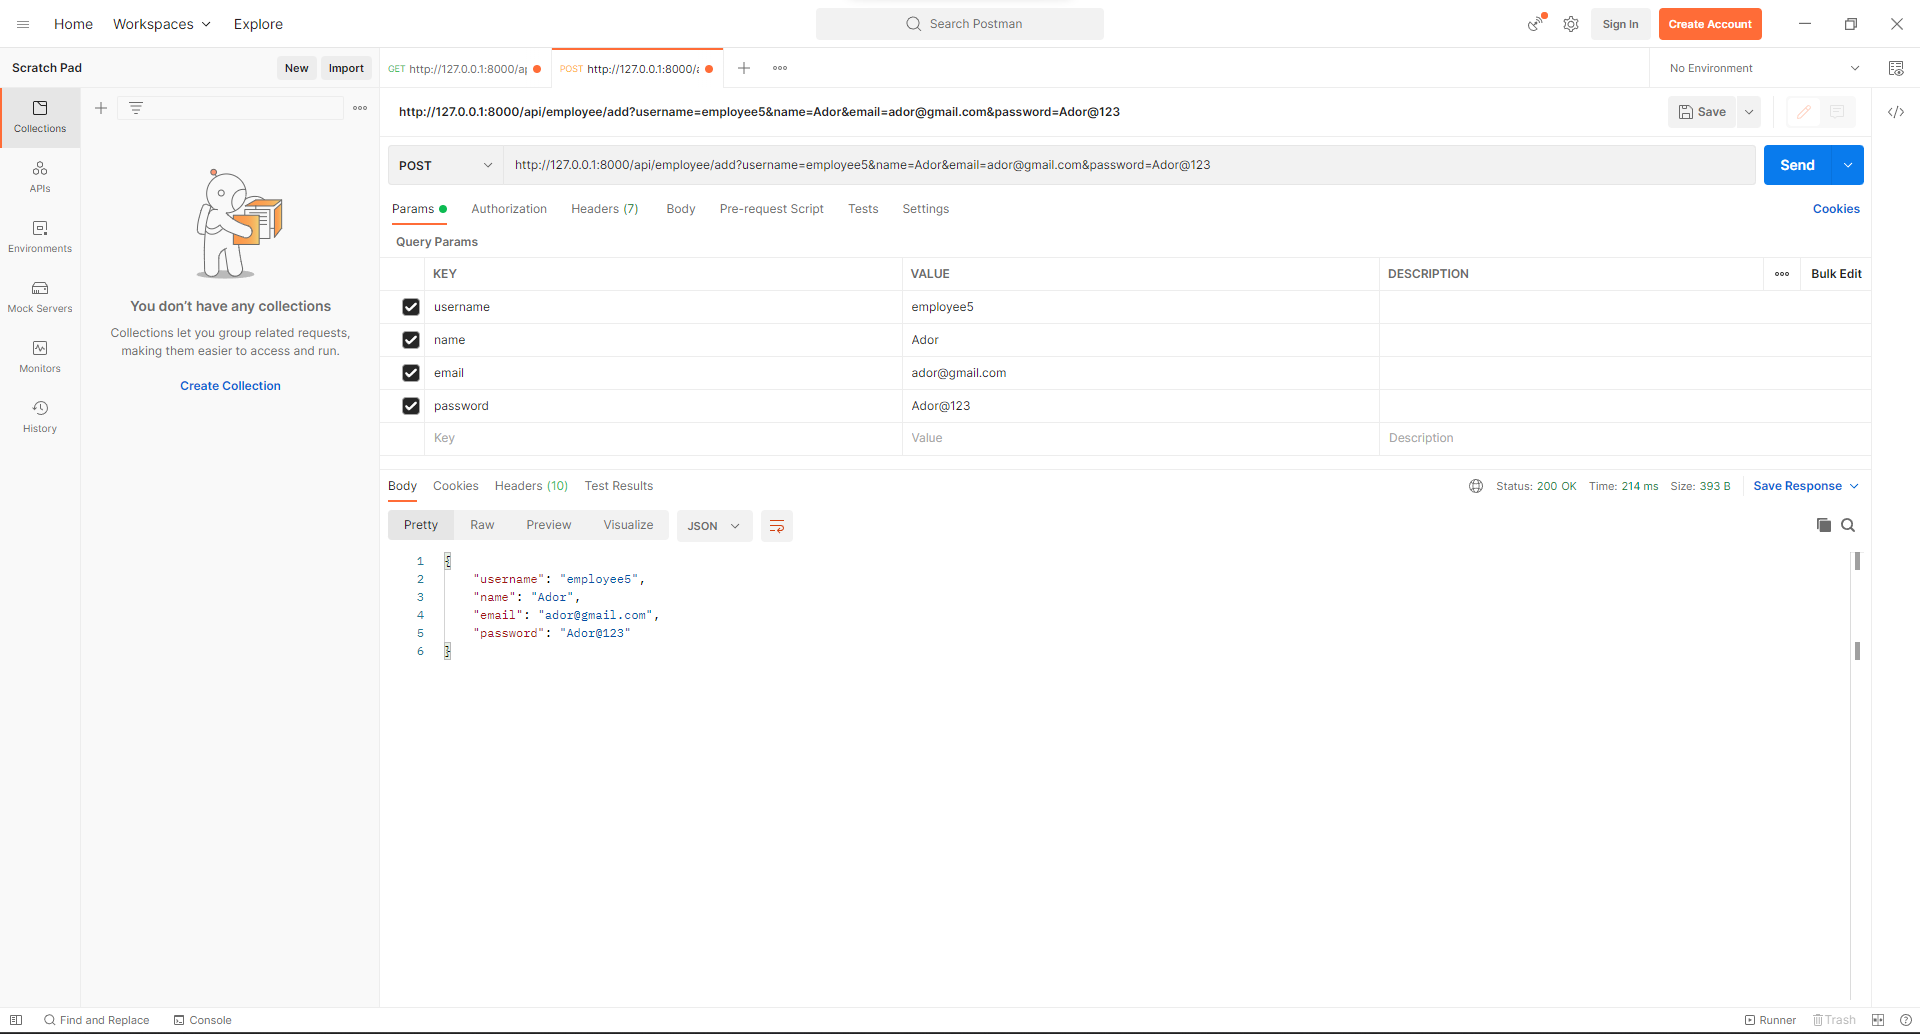 Home
Workspaces
Explore
Search Postman
Sign In
Create Account
Scratch Pad
New
Import
GET http://127.0.0.1:8000/ap
POST http://127.0.0.1:8000/a
No Environment
Collections
APIs
Environments
Mock Servers
Monitors
History
You don't have any collections
Collections let you group related requests,
making them easier to access and run.
Create Collection
http://127.0.0.1:8000/api/employee/add?username=employee5&name=Ador&email=ador@gmail.com&password=Ador@123
Save
POST
http://127.0.0.1:8000/api/employee/add?username=employee5&name=Ador&email=ador@gmail.com&password=Ador@123
Send
Params
Authorization
Headers (7)
Body
Pre-request Script
Tests
Settings
Cookies
Query Params
KEY VALUE DESCRIPTION
Bulk Edit
username employee5
name Ador
email ador@gmail.com
password Ador@123
Key Value Description
Body
Cookies
Headers (10)
Test Results
Status: 200 OK
Time: 214 ms
Size: 393 B
Save Response
Pretty
Raw
Preview
Visualize
JSON
1 {
2 "username": "employee5",
3 "name": "Ador",
4 "email": "ador@gmail.com",
5 "password": "Ador@123"
6 }
Find and Replace
Console
Runner
Trash